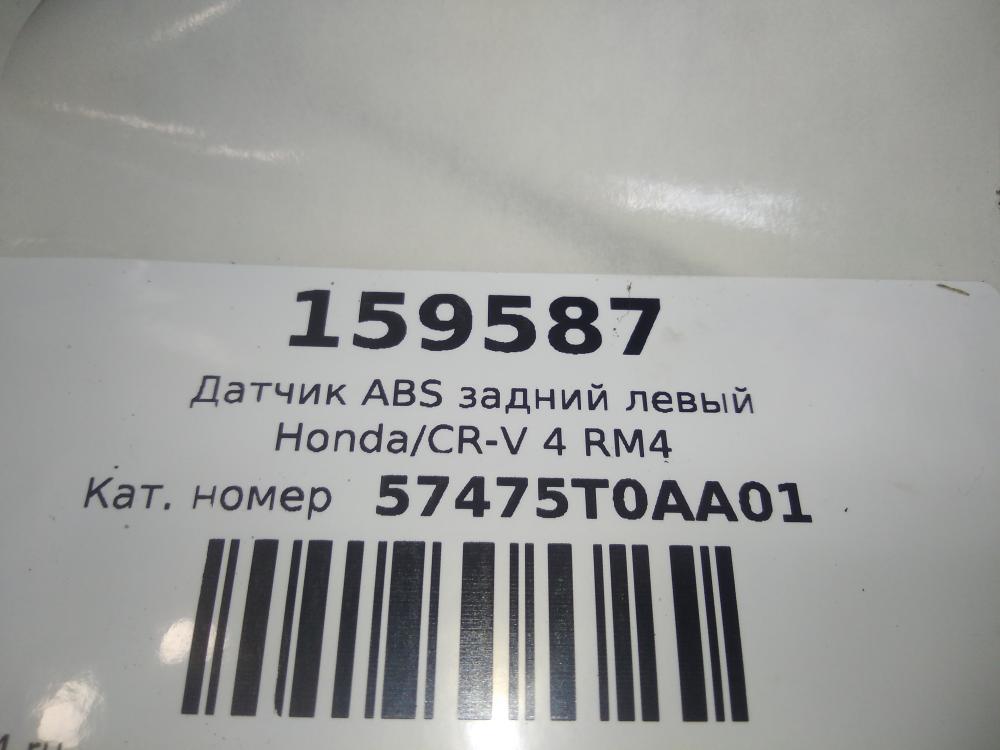 159587
Датчик ABS задний левый
Honda/CR-V 4 RM4
Кат. номер 57475T0AA01